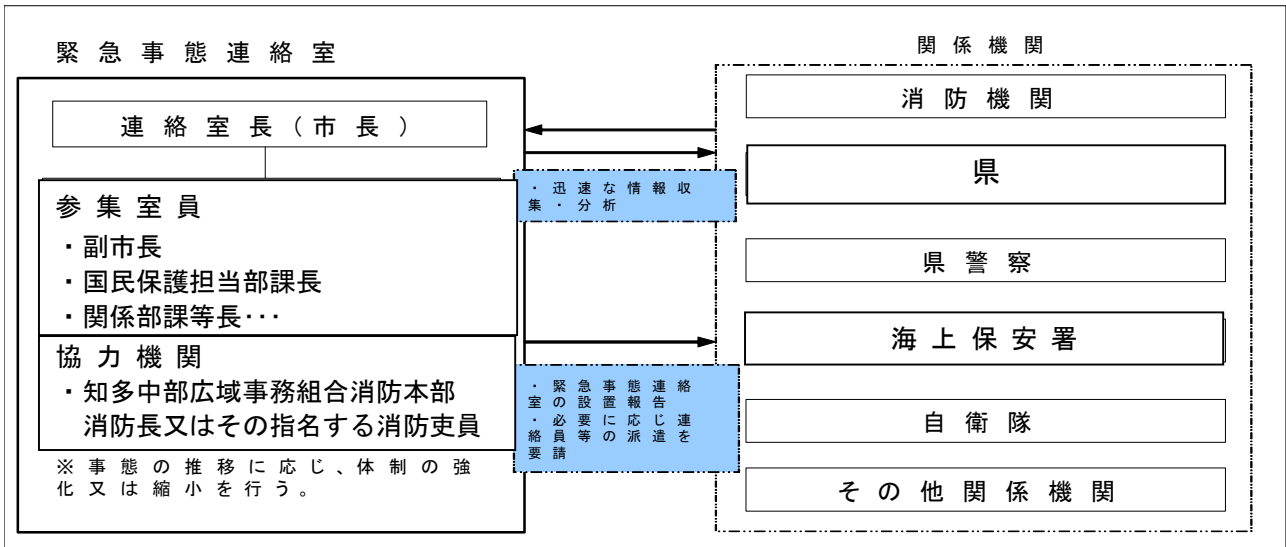 緊急事態連絡室
連絡室長(市長)
参集室員
・副市長
・国民保護担当部課長
・関係部課等長・・・
協力機関
・知多中部広域事務組合消防本部
消防長又はその指名する消防吏員
※事態の推移に応じ、体制の強
化又は縮小を行う。
・迅速な情報収
集・分析
・緊急事態連絡
室の設置報告
・必要に応じ連
絡員等の派遣を
要請
関係機関
消防機関
県
県警察
海上保安署
自衛隊
その他関係機関